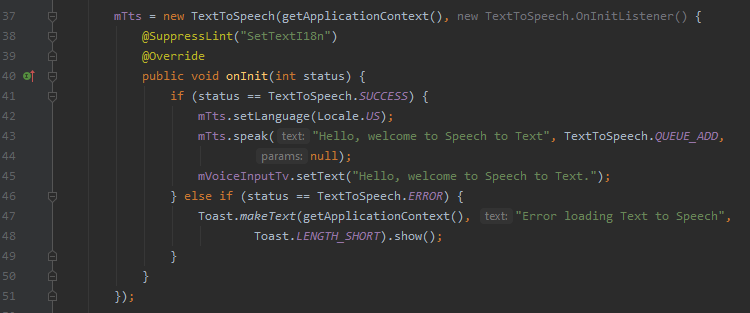 37 mTts = new TextToSpeech(getApplicationContext(), new TextToSpeech.OnInitListener() {
38 @SuppressLint("SetTextI18n")
39 @Override
40 public void onInit(int status) {
41 if (status == TextToSpeech.SUCCESS) {
42 mTts.setLanguage(Locale.US);
43 mTts.speak( text: "Hello, welcome to Speech to Text", TextToSpeech.QUEUE_ADD,
44 params: null);
45 mVoiceInputTv.setText("Hello, welcome to Speech to Text.");
46 } else if (status == TextToSpeech.ERROR) {
47 Toast.makeText(getApplicationContext(), text: "Error loading Text to Speech",
48 Toast.LENGTH_SHORT).show();
49 }
50 }
51 });